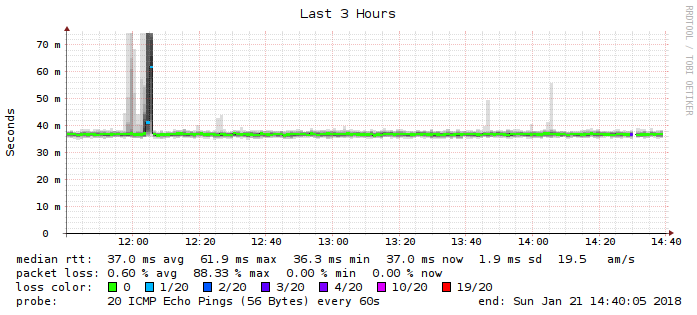 Last 3 Hours
RRDTOOL / TOBI OETIKER
Seconds
70 m
60 m
50 m
40 m
30 m
20 m
10 m
0
12:00 12:20 12:40 13:00 13:20 13:40 14:00 14:20 14:40
median rtt: 37.0 ms avg 61.9 ms max 36.3 ms min 37.0 ms now 1.9 ms sd 19.5 am/s
packet loss: 0.60 % avg 88.33 % max 0.00 % min 0.00 % now
loss color: 0 1/20 2/20 3/20 4/20 10/20 19/20
probe: 20 ICMP Echo Pings (56 Bytes) every 60s end: Sun Jan 21 14:40:05 2018